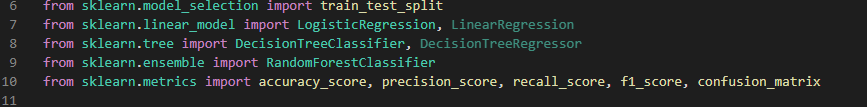 6 from sklearn.model_selection import train_test_split
7 from sklearn.linear_model import LogisticRegression, LinearRegression
8 from sklearn.tree import DecisionTreeClassifier, DecisionTreeRegressor
9 from sklearn.ensemble import RandomForestClassifier
10 from sklearn.metrics import accuracy_score, precision_score, recall_score, f1_score, confusion_matrix
11